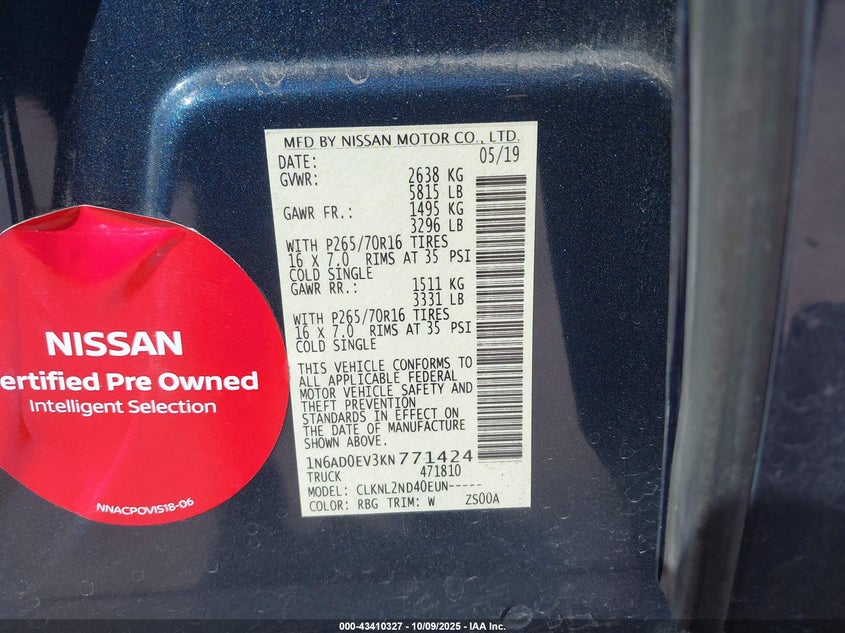 MFD BY NISSAN MOTOR CO., LTD.
DATE: 05/19
GVWR: 2638 KG
5815 LB
GAWR FR.: 1495 KG
3296 LB
WITH P265/70R16 TIRES
16 X 7.0 RIMS AT 35 PSI
COLD SINGLE
GAWR RR.: 1511 KG
3331 LB
WITH P265/70R16 TIRES
16 X 7.0 RIMS AT 35 PSI
COLD SINGLE
THIS VEHICLE CONFORMS TO
ALL APPLICABLE FEDERAL
MOTOR VEHICLE SAFETY AND
THEFT PREVENTION
STANDARDS IN EFFECT ON
THE DATE OF MANUFACTURE
SHOWN ABOVE.
1N6AD0EV3KN771424
TRUCK 471810
MODEL: CLKNL2ND40EUN-----
COLOR: RBG TRIM: W ZS00A
NISSAN
ertified Pre Owned
Intelligent Selection
NNACPOVIS18-06
000-43410327 - 10/09/2025 - IAA Inc.